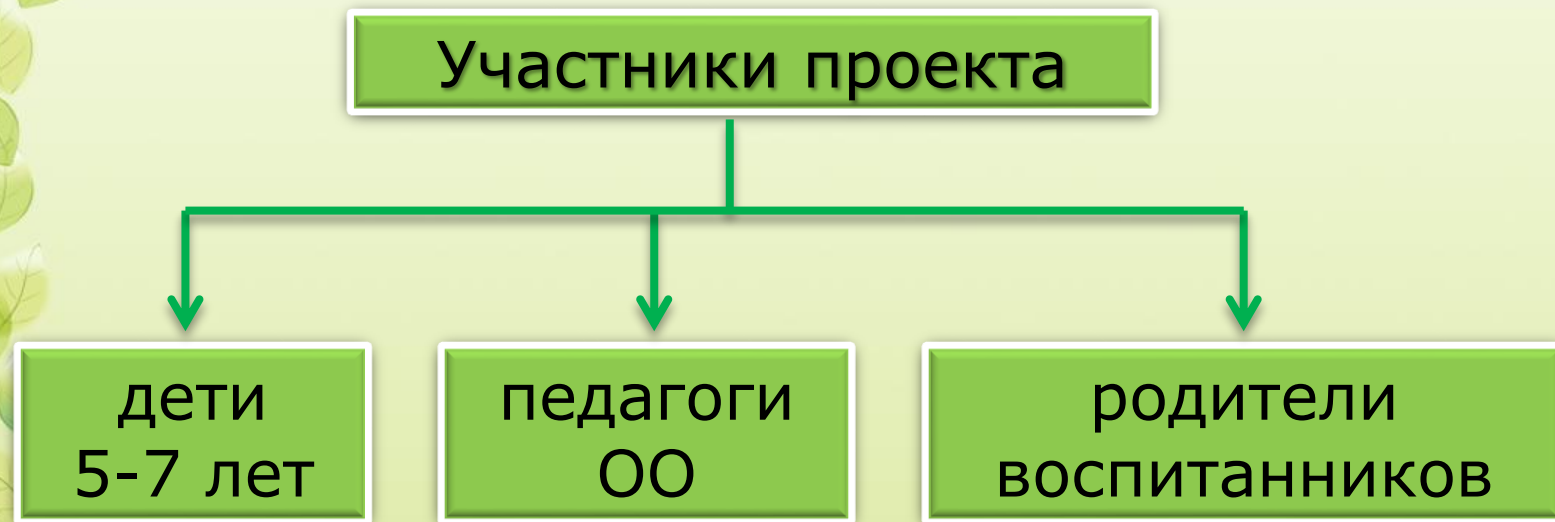 Участники проекта
дети
5-7 лет
педагоги
ОО
родители
воспитанников